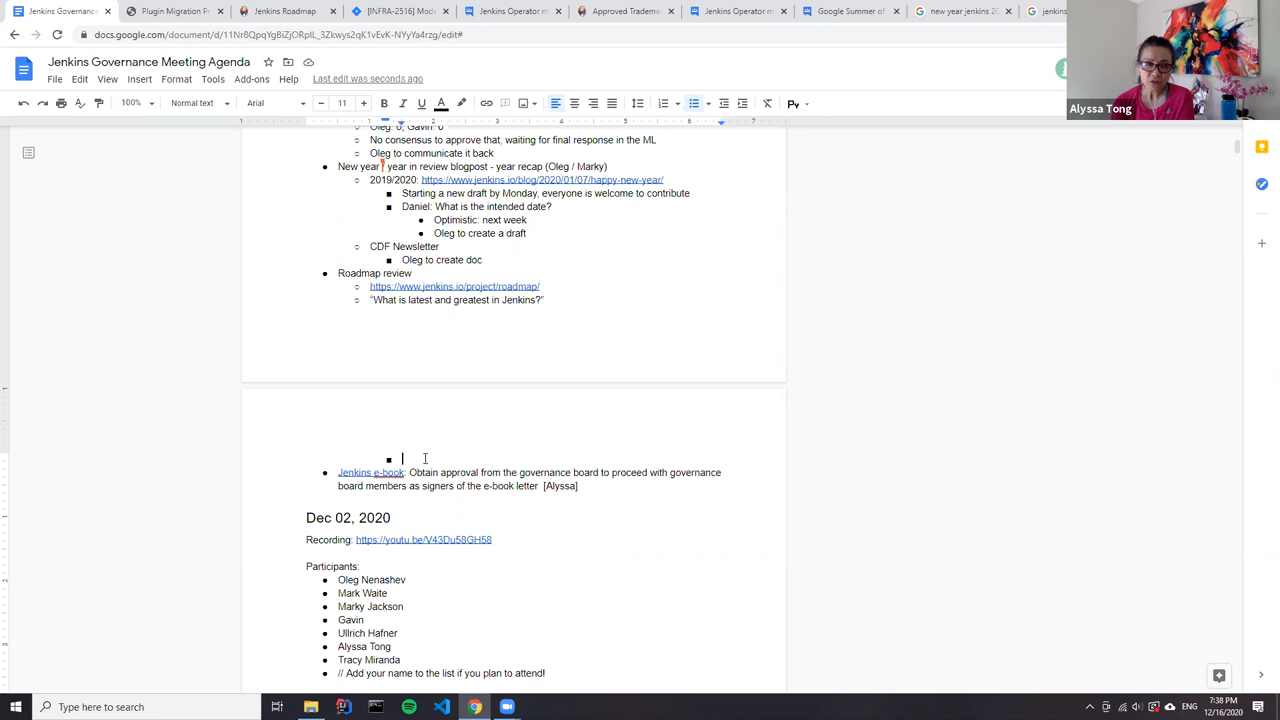 Jenkins Governance
Plugin Migration Pr
Jenkins Roadmap
[INFRA-2516] Mod
Jenkins Operator m
Approved Tradema
Jenkins Operator m
Google Summer of
new year jenkins 20
jenkins
docs.google.com/document/d/11Nr8QpqYgBiZjORpIL_3Zkwys2qK1vEvK-NYyYa4rzg/edit#
Jenkins Governance Meeting Agenda
File Edit View Insert Format Tools Add-ons Help Last edit was seconds ago
100% Normal text Arial 11
Alyssa Tong
Oleg: 0, Gavin: 0
No consensus to approve that, waiting for final response in the ML
Oleg to communicate it back
New year year in review blogpost - year recap (Oleg / Marky)
2019/2020: https://www.jenkins.io/blog/2020/01/07/happy-new-year/
Starting a new draft by Monday, everyone is welcome to contribute
Daniel: What is the intended date?
Optimistic: next week
Oleg to create a draft
CDF Newsletter
Oleg to create doc
Roadmap review
https://www.jenkins.io/project/roadmap/
“What is latest and greatest in Jenkins?”
Jenkins e-book: Obtain approval from the governance board to proceed with governance
board members as signers of the e-book letter [Alyssa]
Dec 02, 2020
Recording: https://youtu.be/V43Du58GH58
Participants:
Oleg Nenashev
Mark Waite
Marky Jackson
Gavin
Ullrich Hafner
Alyssa Tong
Tracy Miranda
// Add your name to the list if you plan to attend!
Type here to search
ENG
7:38 PM
12/16/2020